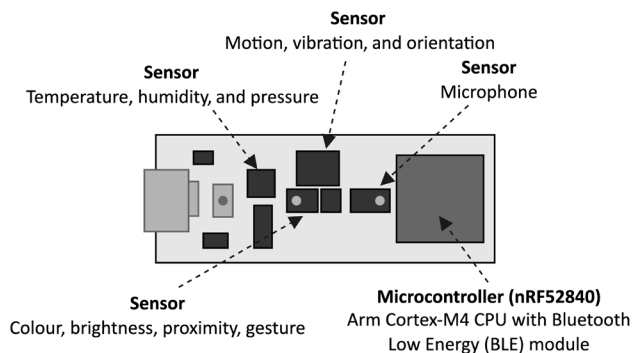 Sensor
Motion, vibration, and orientation
Sensor
Temperature, humidity, and pressure
Sensor
Microphone
Sensor
Colour, brightness, proximity, gesture
Microcontroller (nRF52840)
Arm Cortex-M4 CPU with Bluetooth
Low Energy (BLE) module